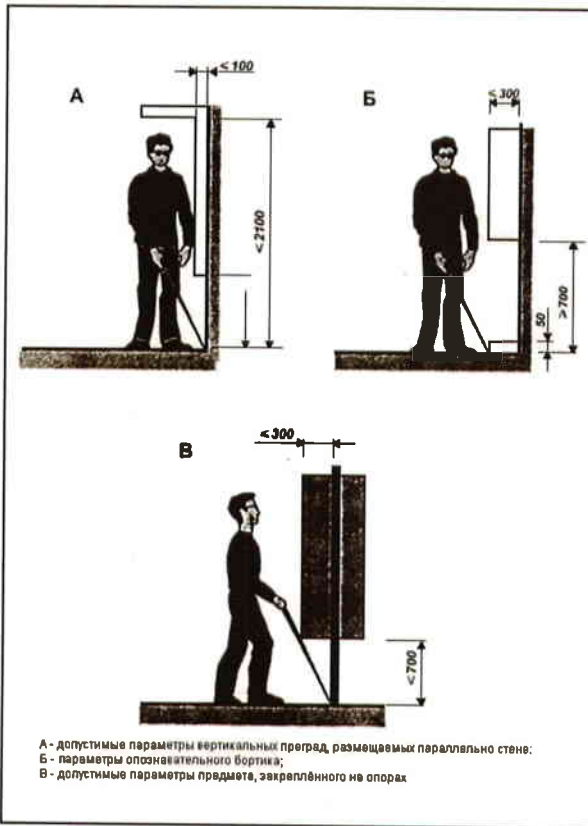 А
≤100
<2100
Б
≤300
≥700
50
В
≤300
<700
А - допустимые параметры вертикальных преград, размещаемых параллельно стене;
Б - параметры опознавательного бортика;
В - допустимые параметры предмета, закреплённого на опорах